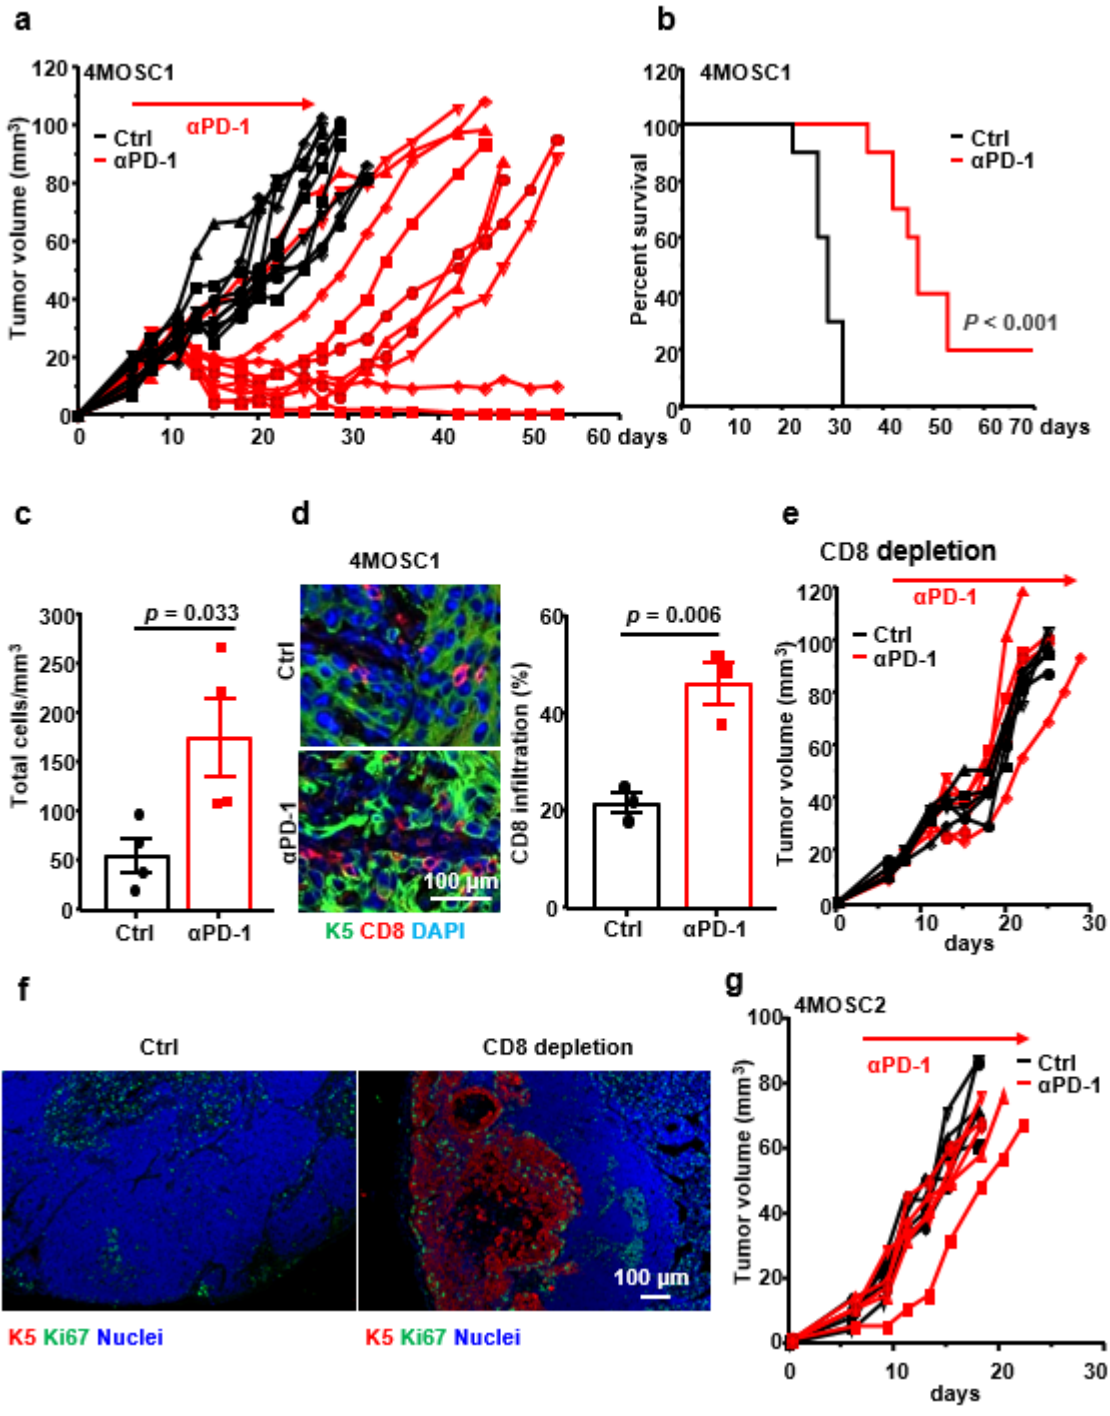 a
4MOSC1
αPD-1
Ctrl
αPD-1
Tumor volume (mm³)
120
100
80
60
40
20
0
0 10 20 30 40 50 60 days
b
4MOSC1
Ctrl
αPD-1
Percent survival
120
100
80
60
40
20
0
P < 0.001
0 10 20 30 40 50 60 70 days
c
p = 0.033
Total cells/mm³
300
250
200
150
100
50
0
Ctrl αPD-1
d
4MOSC1
Ctrl
αPD-1
100 µm
K5 CD8 DAPI
p = 0.006
CD8 infiltration (%)
60
40
20
0
Ctrl αPD-1
e
CD8 depletion
αPD-1
Ctrl
αPD-1
Tumor volume (mm³)
120
100
80
60
40
20
0
0 10 20 30
days
f
Ctrl
CD8 depletion
100 µm
K5 Ki67 Nuclei
K5 Ki67 Nuclei
g
4MOSC2
αPD-1
Ctrl
αPD-1
Tumor volume (mm³)
100
80
60
40
20
0
0 10 20 30
days